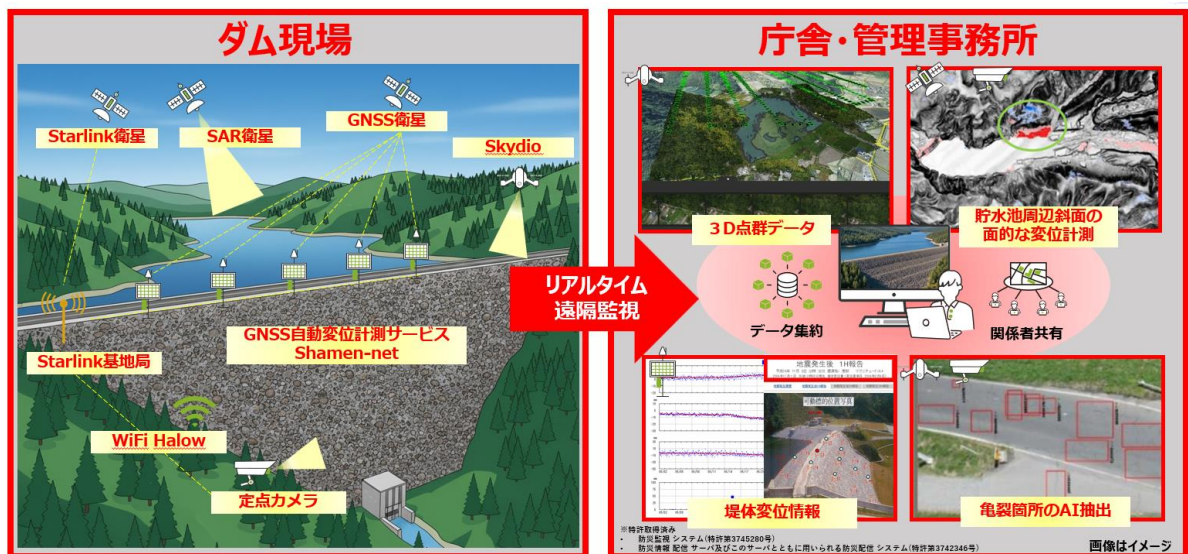 ダム現場
Starlink衛星
SAR衛星
GNSS衛星
Skydio
GNSS自動変位計測サービス
Shamen-net
Starlink基地局
WiFi Halow
定点カメラ
リアルタイム
遠隔監視
庁舎・管理事務所
3D点群データ
貯水池周辺斜面の
面的な変位計測
データ集約
関係者共有
地震発生後 1H報告
可動標的位置写真
堤体変位情報
亀裂箇所のAI抽出
※特許取得済み
・ 防災監視 システム(特許第3745280号)
・ 防災情報 配信 サーバ及びこのサーバとともに用いられる防災配信 システム(特許第3742346号)
画像はイメージ